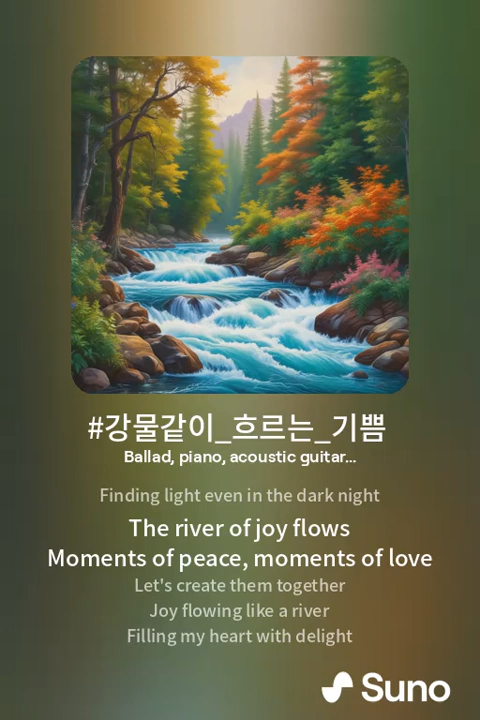 #강물같이_흐르는_기쁨
Ballad, piano, acoustic guitar...
Finding light even in the dark night
The river of joy flows
Moments of peace, moments of love
Let's create them together
Joy flowing like a river
Filling my heart with delight
Suno